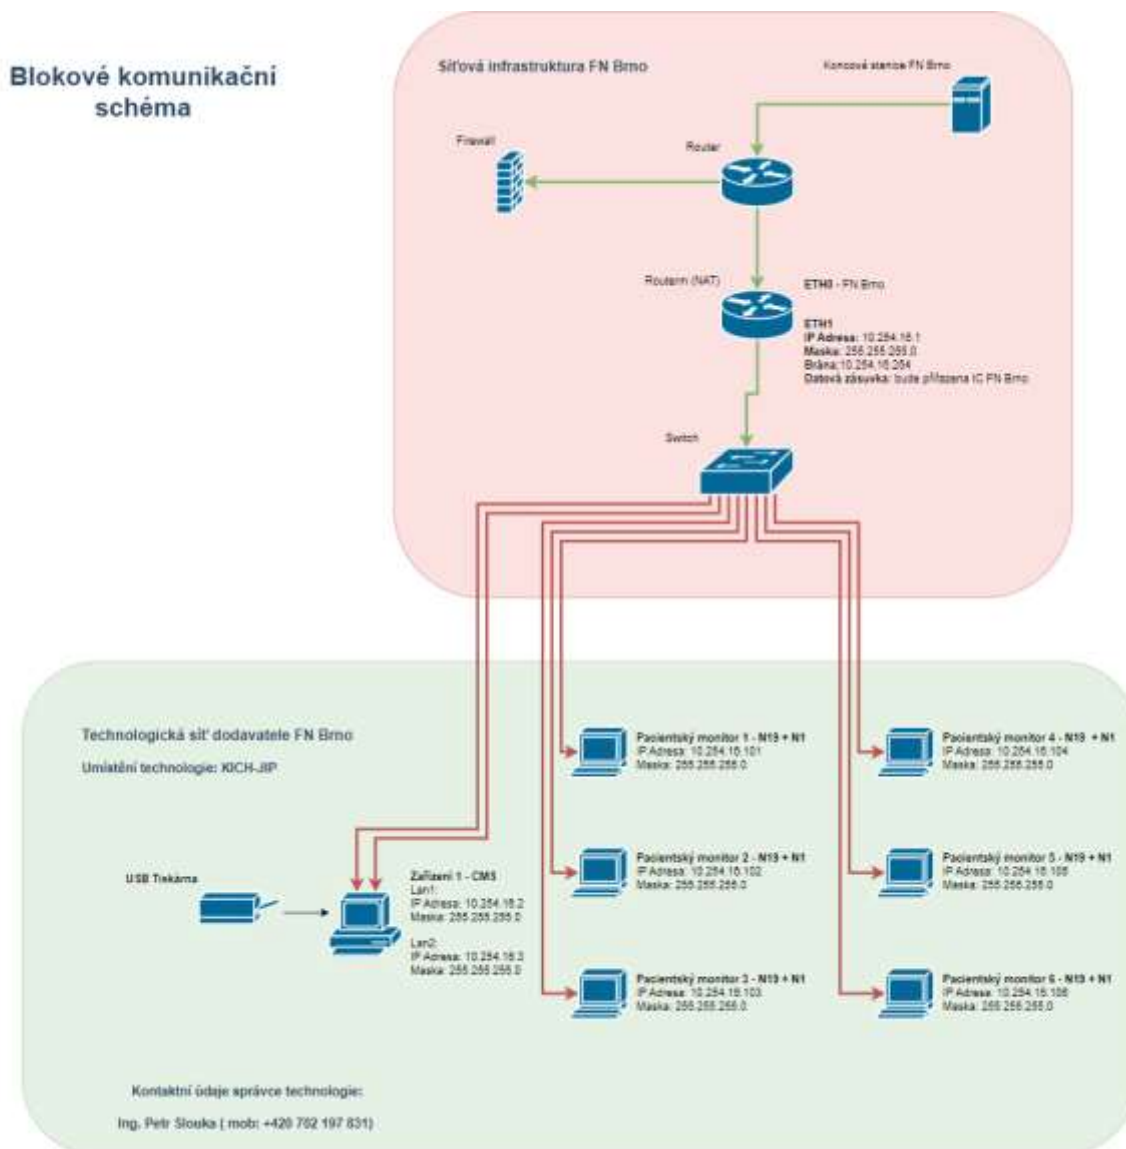 Blokové komunikační
schéma
Síťová infrastruktura FN Brno
Koncová stanice FN Brno
Firewall
Router
Routerm (NAT)
ETH0 - FN Brno
ETH1
IP Adresa: 10.254.16.1
Maska: 255.255.255.0
Brána:10.254.16.254
Datová zásuvka: bude přiřazena IC FN Brno
Switch
Technologická síť dodavatele FN Brno
Umístění technologie: KICH-JIP
Pacientský monitor 1 - N19 + N1
IP Adresa: 10.254.16.101
Maska: 255.255.255.0
Pacientský monitor 4 - N19 + N1
IP Adresa: 10.254.16.104
Maska: 255.255.255.0
Pacientský monitor 2 - N19 + N1
IP Adresa: 10.254.16.102
Maska: 255.255.255.0
Pacientský monitor 5 - N19 + N1
IP Adresa: 10.254.16.105
Maska: 255.255.255.0
USB Tiskárna
Zařízení 1 - CMS
Lan1:
IP Adresa: 10.254.16.2
Maska: 255.255.255.0
Lan2:
IP Adresa: 10.254.16.3
Maska: 255.255.255.0
Pacientský monitor 3 - N19 + N1
IP Adresa: 10.254.16.103
Maska: 255.255.255.0
Pacientský monitor 6 - N19 + N1
IP Adresa: 10.254.16.106
Maska: 255.255.255.0
Kontaktní údaje správce technologie:
Ing. Petr Slouka ( mob: +420 702 197 831)